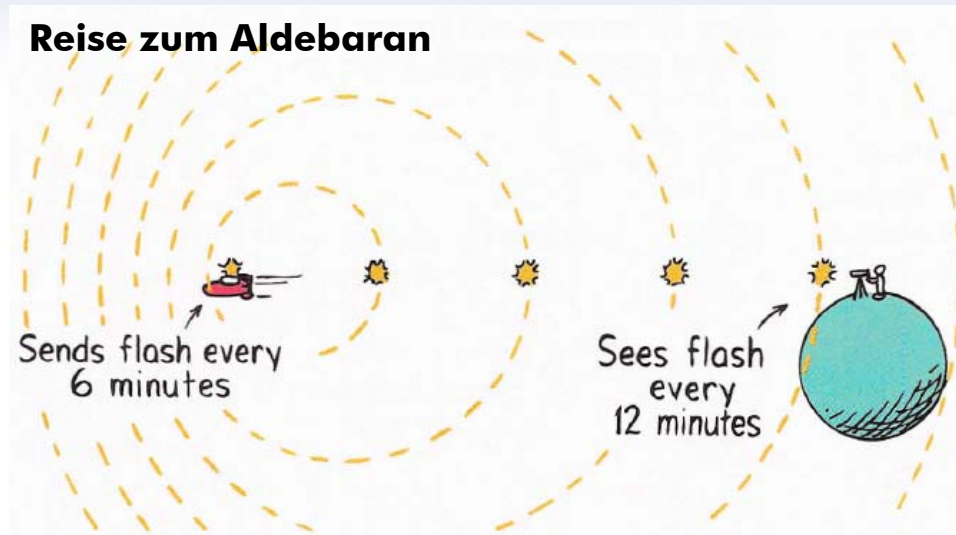 Reise zum Aldebaran
Sends flash every
6 minutes
Sees flash
every
12 minutes